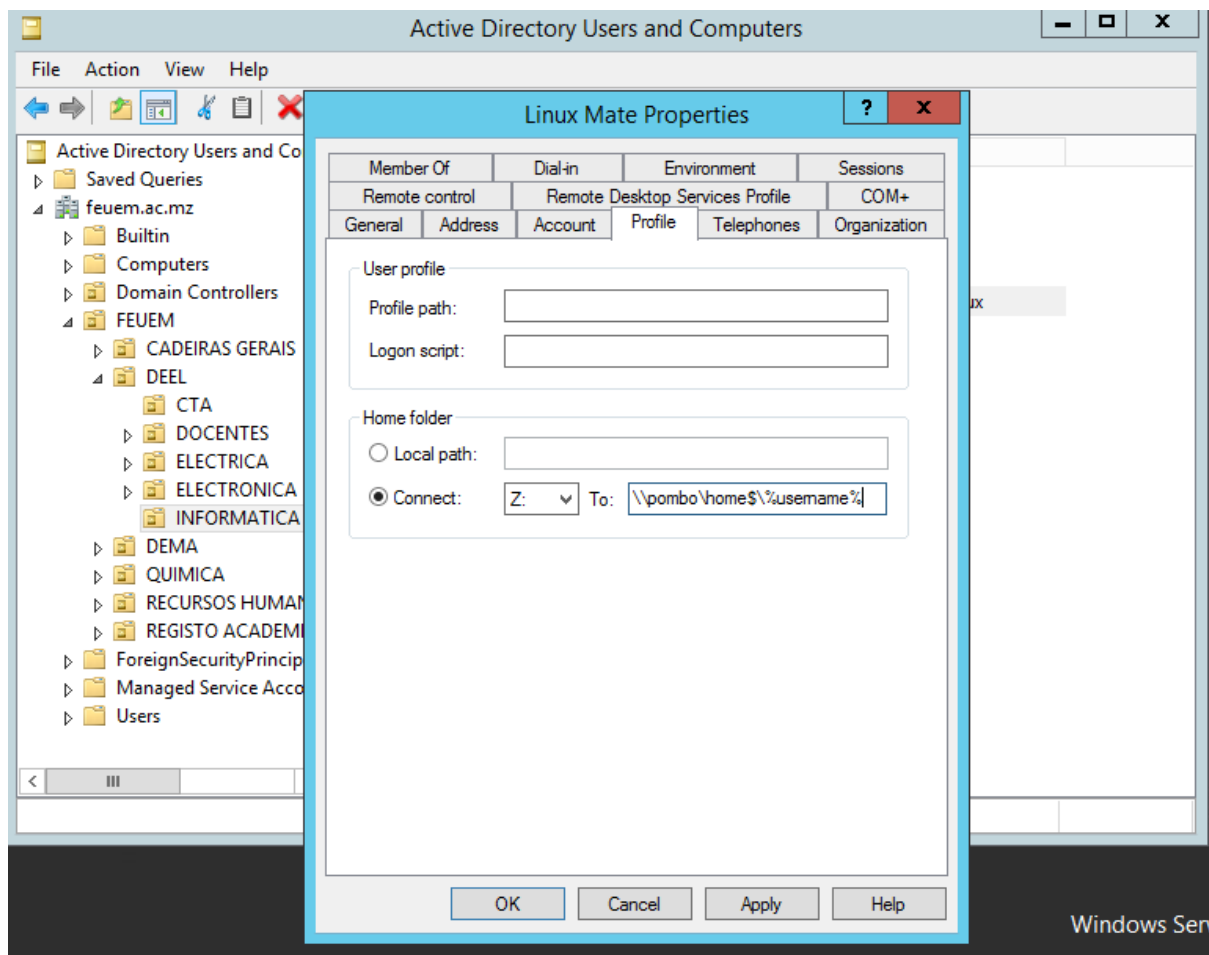 Active Directory Users and Computers
File Action View Help
Active Directory Users and Co
Saved Queries
feuem.ac.mz
Builtin
Computers
Domain Controllers
FEUEM
CADEIRAS GERAIS
DEEL
CTA
DOCENTES
ELECTRICA
ELECTRONICA
INFORMATICA
DEMA
QUIMICA
RECURSOS HUMAN
REGISTO ACADEMI
ForeignSecurityPrincip
Managed Service Acco
Users
Linux Mate Properties
Member Of Dial-in Environment Sessions
Remote control Remote Desktop Services Profile COM+
General Address Account Profile Telephones Organization
User profile
Profile path:
Logon script:
Home folder
Local path:
Connect: Z: To: \\pombo\home$\%username%
OK Cancel Apply Help
ux
Windows Ser